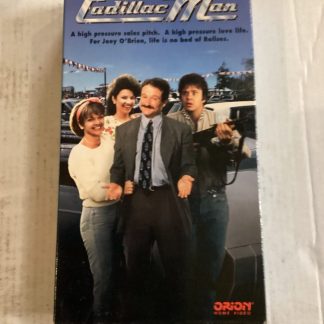 Cadillac Man
A high pressure sales pitch. A high pressure love life.
For Joey O'Brien, life is no bed of Roller.
ORION
HOME VIDEO